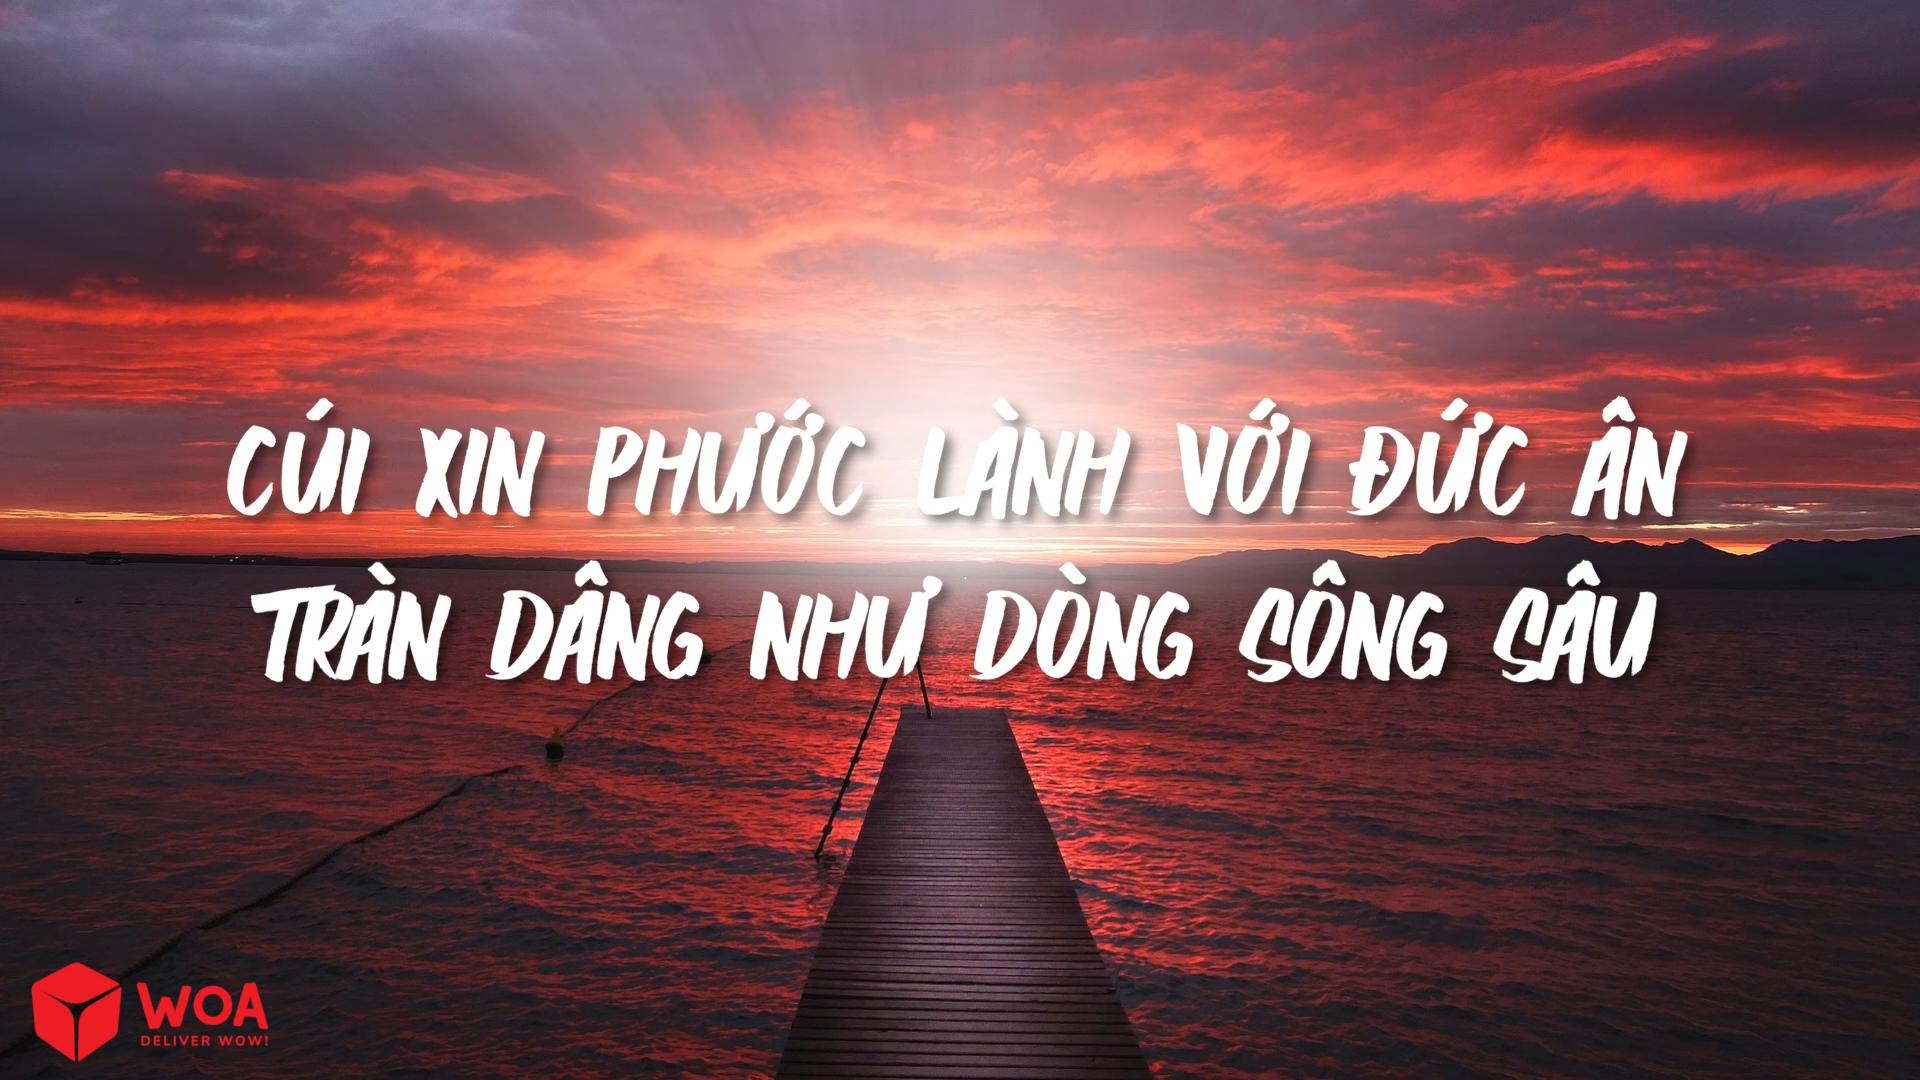 CÚI XIN PHƯỚC LÀNH VỚI ĐỨC ÂN
TRÀN DÂNG NHƯ DÒNG SÔNG SÂU
WOA
DELIVER WOW!